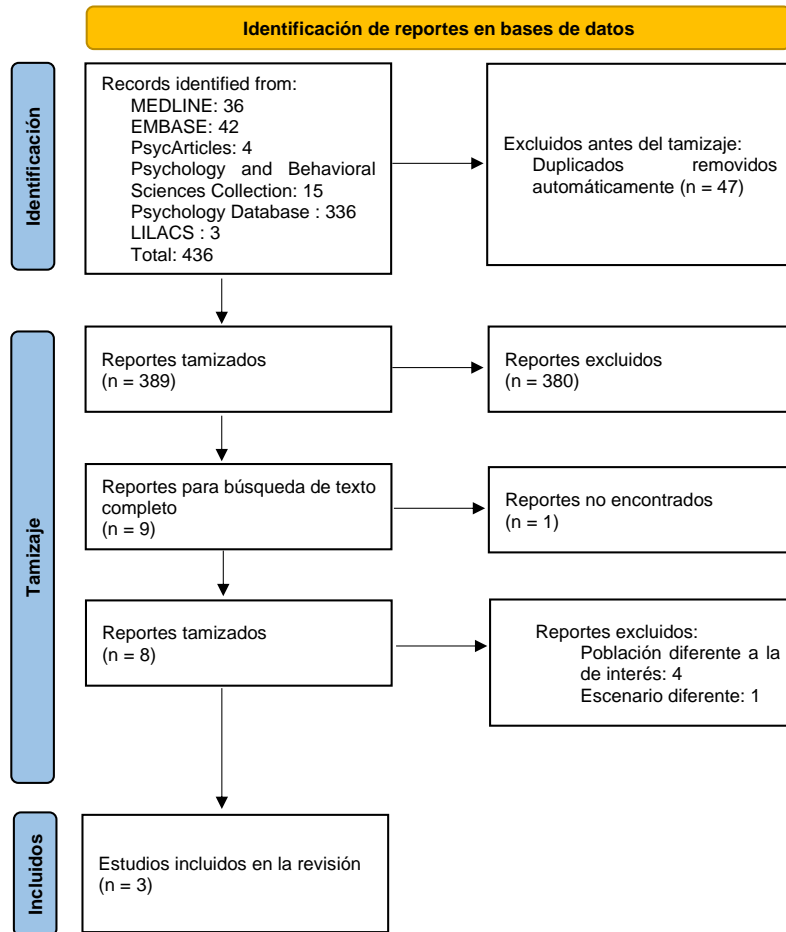 Identificación de reportes en bases de datos
Identificación
Records identified from:
MEDLINE: 36
EMBASE: 42
PsycArticles: 4
Psychology and Behavioral
Sciences Collection: 15
Psychology Database : 336
LILACS : 3
Total: 436
Excluidos antes del tamizaje:
Duplicados removidos
automáticamente (n = 47)
Tamizaje
Reportes tamizados
(n = 389)
Reportes excluidos
(n = 380)
Reportes para búsqueda de texto
completo
(n = 9)
Reportes no encontrados
(n = 1)
Reportes tamizados
(n = 8)
Reportes excluidos:
Población diferente a la
de interés: 4
Escenario diferente: 1
Incluidos
Estudios incluidos en la revisión
(n = 3)